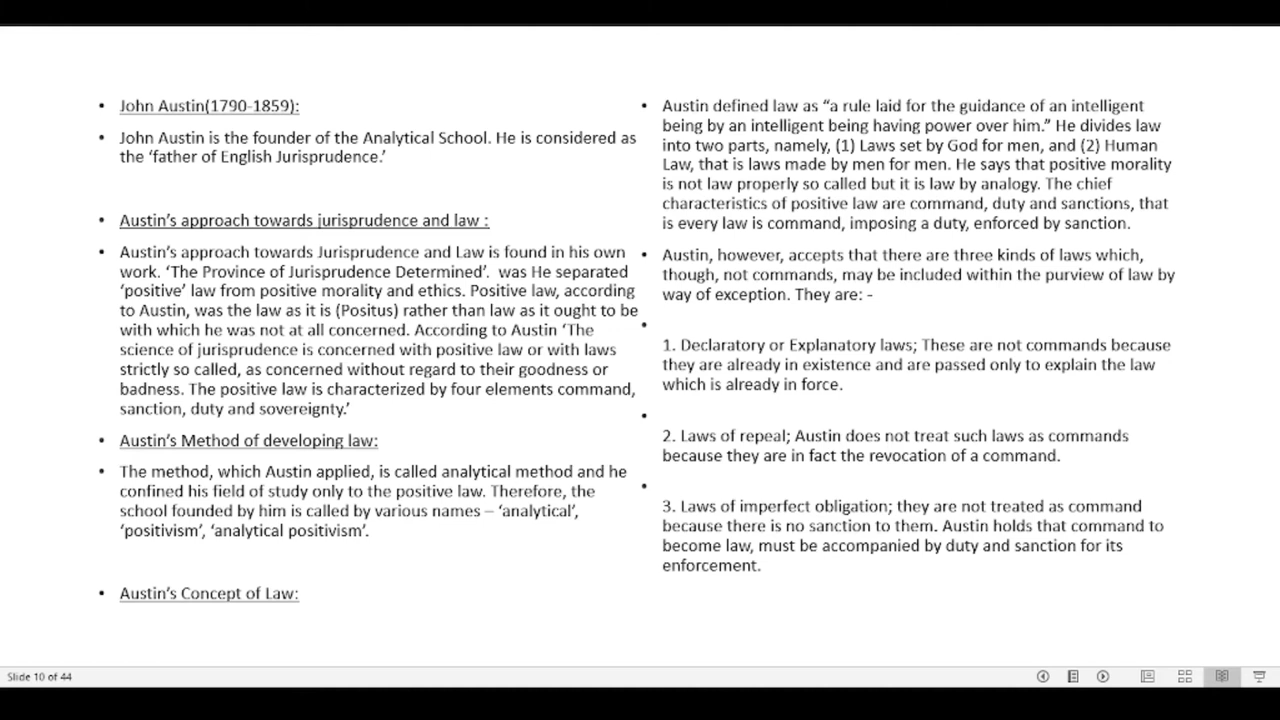 • John Austin(1790-1859):
• John Austin is the founder of the Analytical School. He is considered as
the ‘father of English Jurisprudence.’
• Austin’s approach towards jurisprudence and law :
• Austin’s approach towards Jurisprudence and Law is found in his own
work. ‘The Province of Jurisprudence Determined’. was He separated
‘positive’ law from positive morality and ethics. Positive law, according
to Austin, was the law as it is (Positus) rather than law as it ought to be
with which he was not at all concerned. According to Austin ‘The
science of jurisprudence is concerned with positive law or with laws
strictly so called, as concerned without regard to their goodness or
badness. The positive law is characterized by four elements command,
sanction, duty and sovereignty.’
• Austin’s Method of developing law:
• The method, which Austin applied, is called analytical method and he
confined his field of study only to the positive law. Therefore, the
school founded by him is called by various names – ‘analytical’,
‘positivism’, ‘analytical positivism’.
• Austin’s Concept of Law:
• Austin defined law as “a rule laid for the guidance of an intelligent
being by an intelligent being having power over him.” He divides law
into two parts, namely, (1) Laws set by God for men, and (2) Human
Law, that is laws made by men for men. He says that positive morality
is not law properly so called but it is law by analogy. The chief
characteristics of positive law are command, duty and sanctions, that
is every law is command, imposing a duty, enforced by sanction.
• Austin, however, accepts that there are three kinds of laws which,
though, not commands, may be included within the purview of law by
way of exception. They are: -
•
1. Declaratory or Explanatory laws; These are not commands because
they are already in existence and are passed only to explain the law
which is already in force.
•
2. Laws of repeal; Austin does not treat such laws as commands
because they are in fact the revocation of a command.
•
3. Laws of imperfect obligation; they are not treated as command
because there is no sanction to them. Austin holds that command to
become law, must be accompanied by duty and sanction for its
enforcement.
Slide 10 of 44